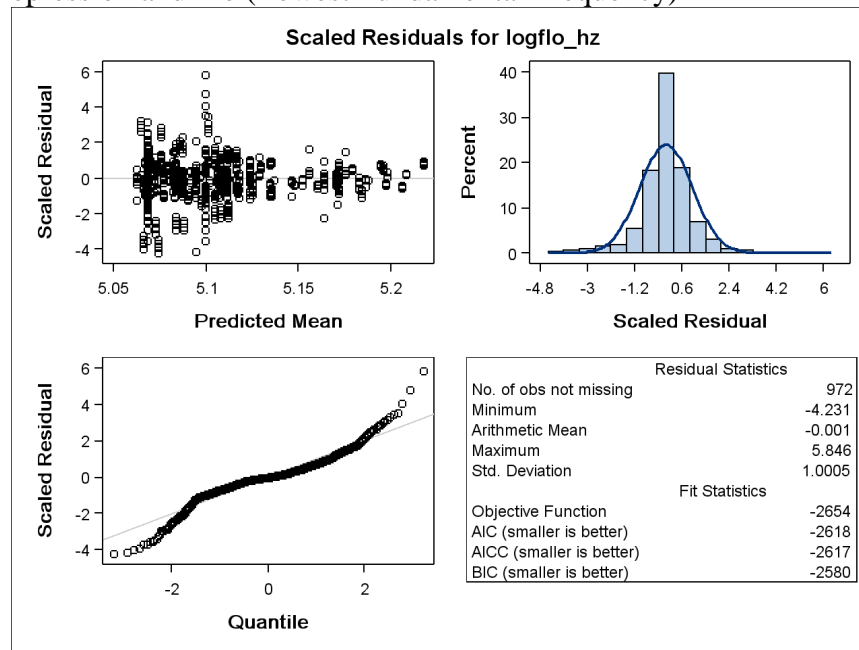 Scaled Residuals for logflo_hz
Scaled Residual
6
4
2
0
-2
-4
5.05
5.1
5.15
5.2
Predicted Mean
Percent
40
30
20
10
0
-4.8
-3
-1.2
0.6
2.4
4.2
6
Scaled Residual
Scaled Residual
6
4
2
0
-2
-4
-2
0
2
Quantile
Residual Statistics
No. of obs not missing 972
Minimum -4.231
Arithmetic Mean -0.001
Maximum 5.846
Std. Deviation 1.0005
Fit Statistics
Objective Function -2654
AIC (smaller is better) -2618
AICC (smaller is better) -2617
BIC (smaller is better) -2580